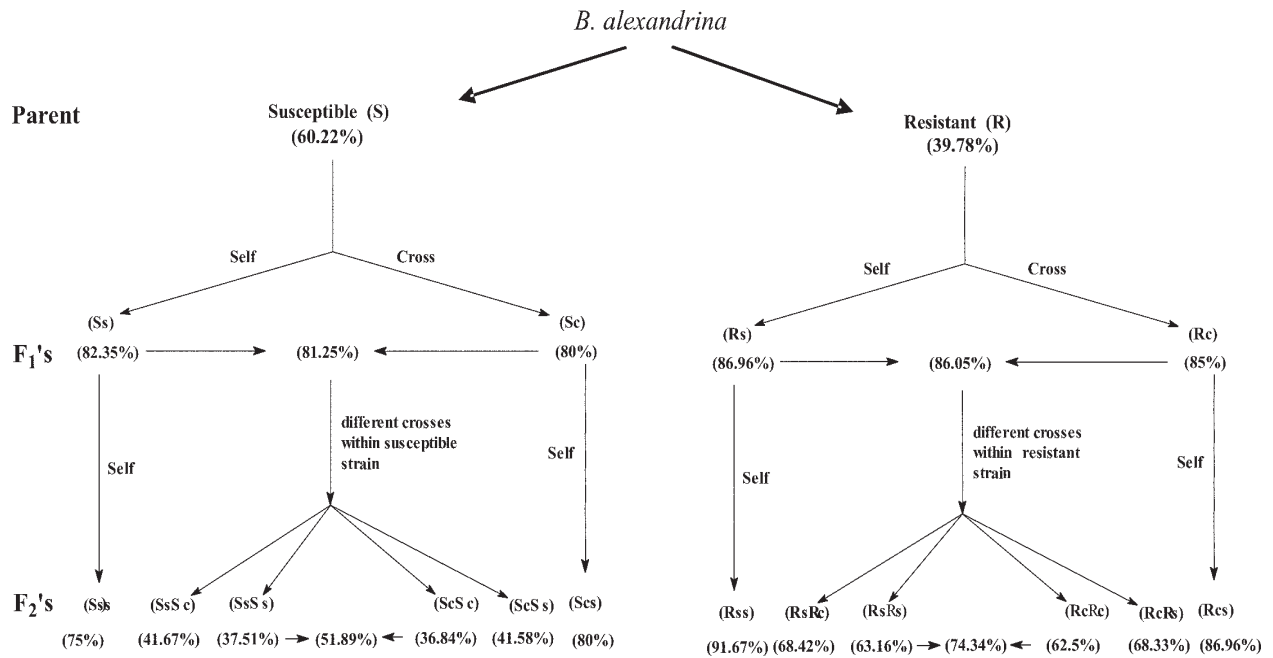 B. alexandrina
Parent
Susceptible (S)
(60.22%)
Resistant (R)
(39.78%)
Self
Cross
Self
Cross
(Ss)
(Sc)
(Rs)
(Rc)
F1's
(82.35%)
(81.25%)
(80%)
(86.96%)
(86.05%)
(85%)
different crosses
within susceptible
strain
different crosses
within resistant
strain
Self
Self
Self
Self
F2's
(Sss)
(SsS c)
(SsS s)
(ScS c)
(ScS s)
(Scs)
(Rss)
(RsRc)
(RsRs)
(RcRc)
(RcRs)
(Rcs)
(75%)
(41.67%)
(37.51%)
(51.89%)
(36.84%)
(41.58%)
(80%)
(91.67%)
(68.42%)
(63.16%)
(74.34%)
(62.5%)
(68.33%)
(86.96%)